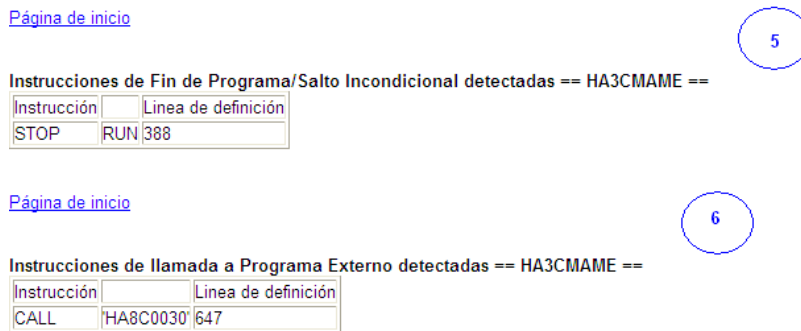 Página de inicio
5
Instrucciones de Fin de Programa/Salto Incondicional detectadas == HA3CMAME ==
Instrucción Linea de definición
STOP RUN 388
Página de inicio
6
Instrucciones de llamada a Programa Externo detectadas == HA3CMAME ==
Instrucción Linea de definición
CALL 'HA8C0030' 647